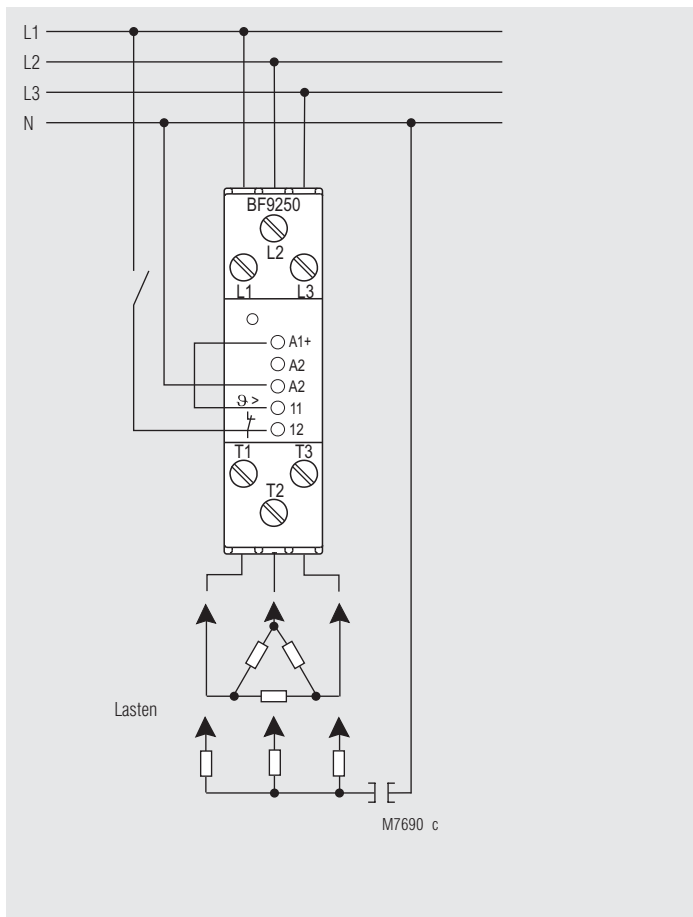 L1
L2
L3
N
BF9250
L2
L1 L3
A1+
A2
A2
ϑ > 11
12
T1 T3
T2
Lasten
M7690 c